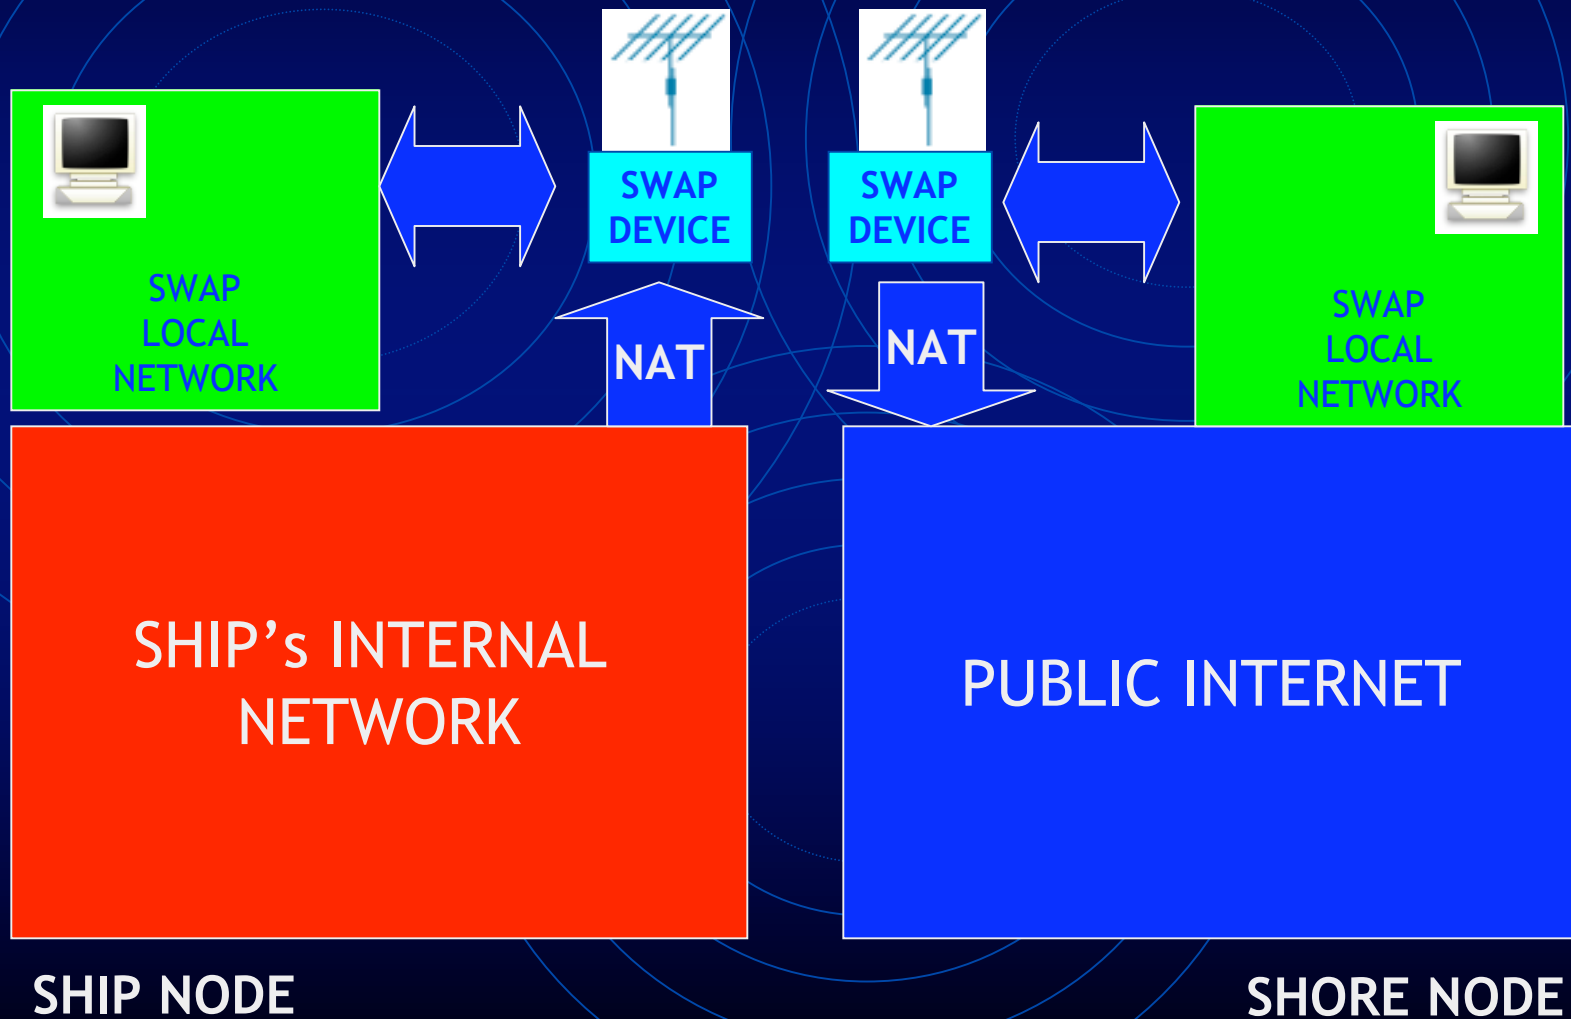 SWAP
DEVICE
SWAP
DEVICE
SWAP
LOCAL
NETWORK
SWAP
LOCAL
NETWORK
NAT
NAT
SHIP’s INTERNAL
NETWORK
PUBLIC INTERNET
SHIP NODE
SHORE NODE